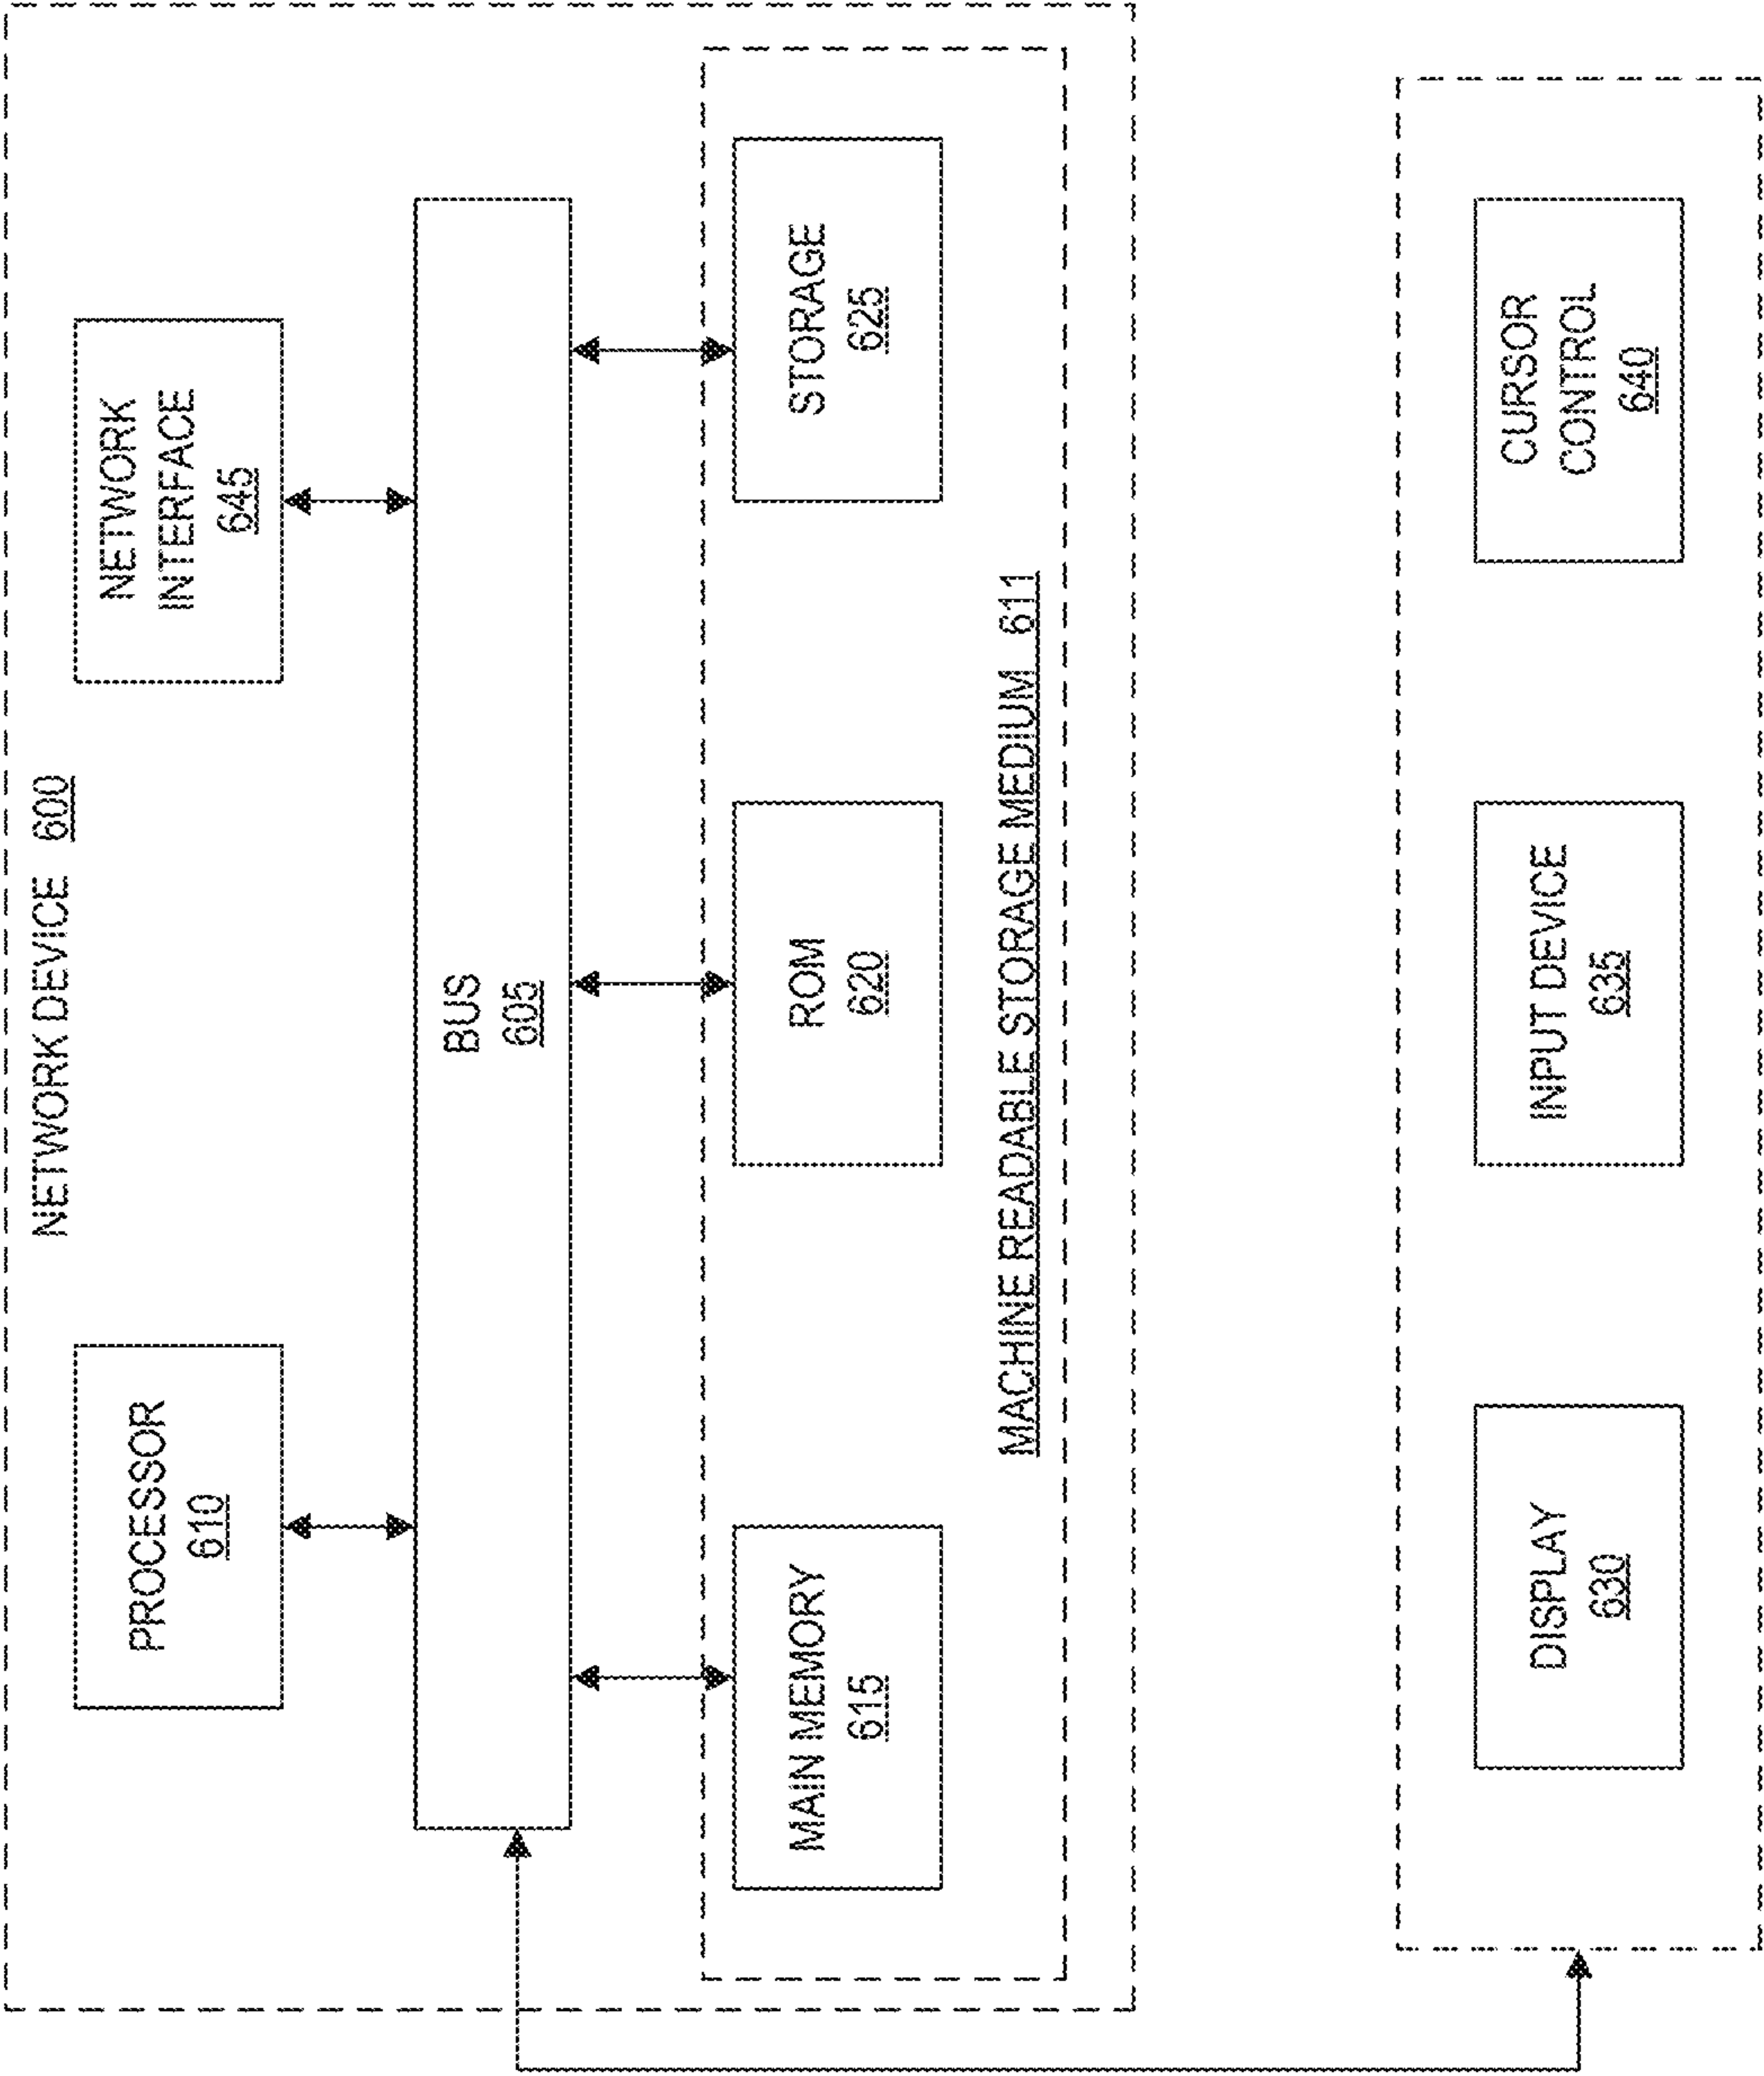 NETWORK DEVICE 600
PROCESSOR
610
NETWORK
INTERFACE
645
BUS
605
MAIN MEMORY
615
ROM
620
STORAGE
625
MACHINE READABLE STORAGE MEDIUM 611
DISPLAY
630
INPUT DEVICE
635
CURSOR
CONTROL
640